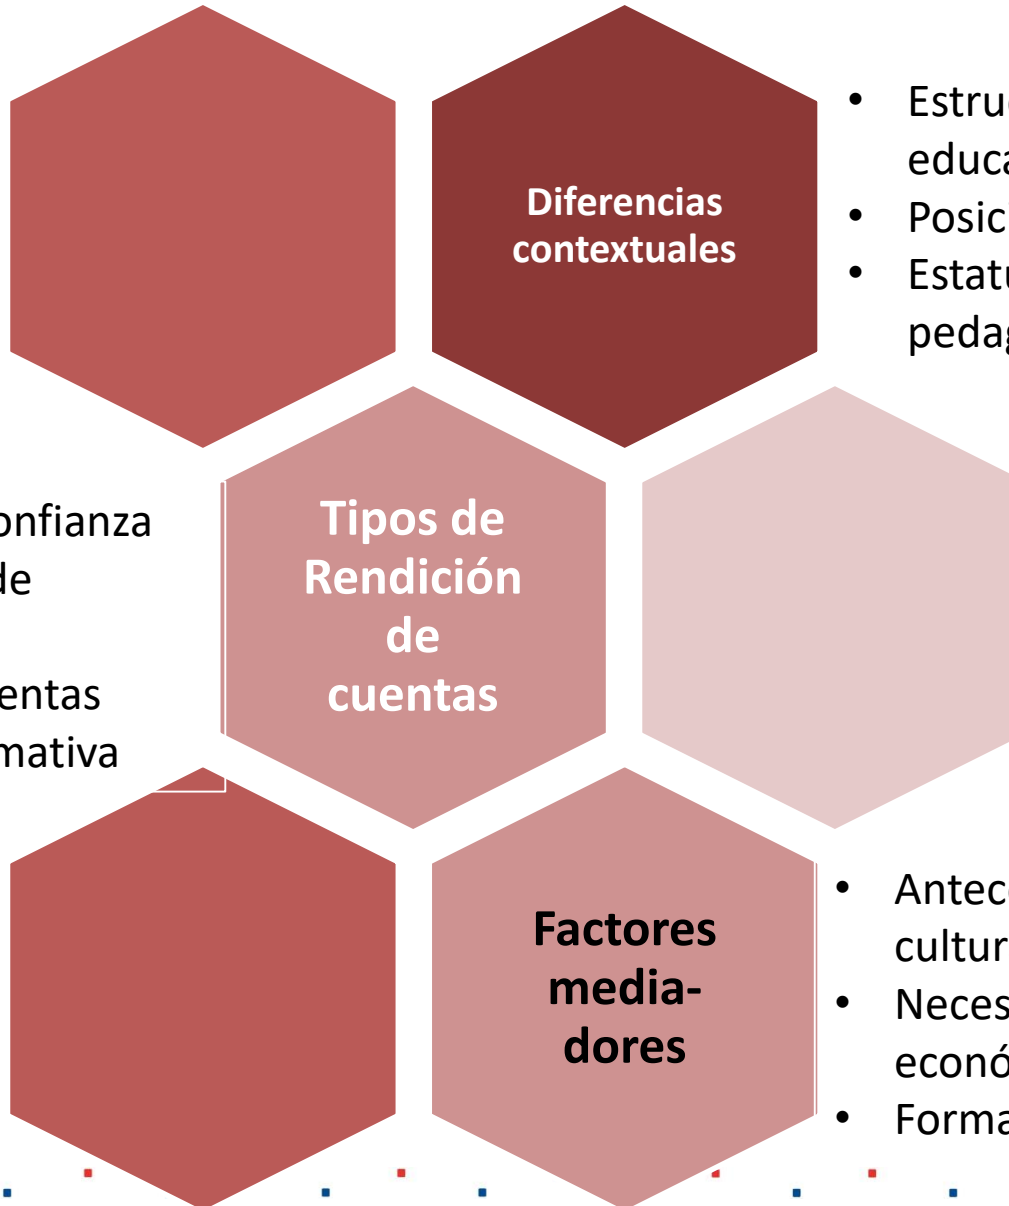 Diferencias
contextuales
• Estru
educa
• Posic
• Estatu
pedag
onfianza
de
entas
mativa
Tipos de
Rendición
de
cuentas
Factores
media-
dores
• Antec
cultur
• Neces
econó
• Forma